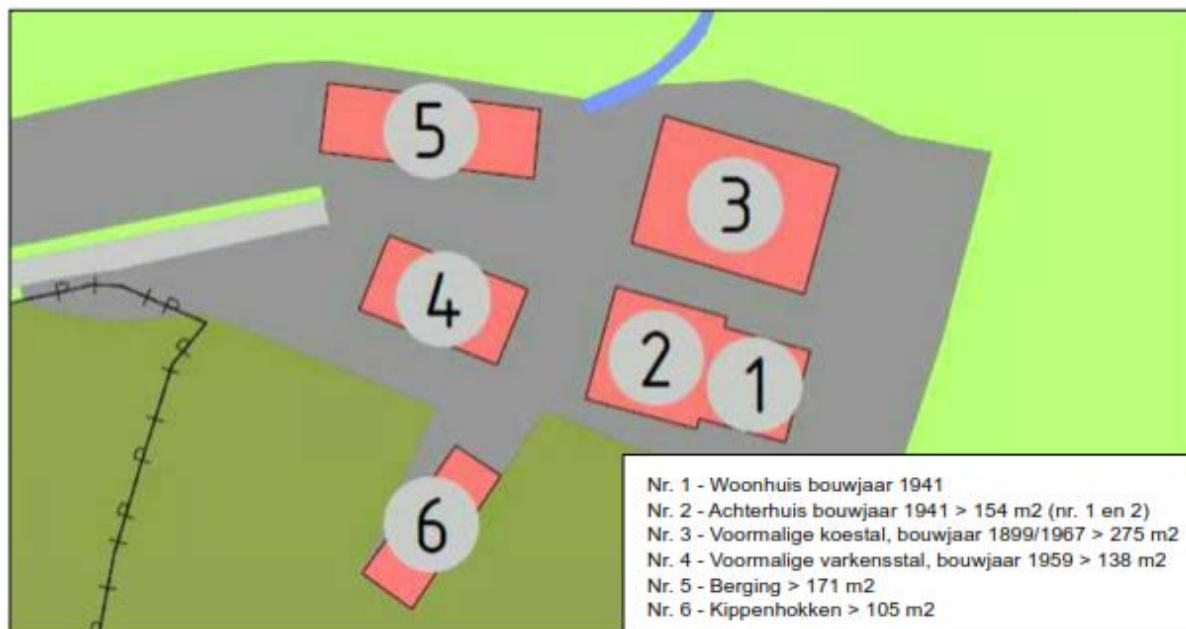 5
3
4
2
1
6
Nr. 1 - Woonhuis bouwjaar 1941
Nr. 2 - Achterhuis bouwjaar 1941 > 154 m2 (nr. 1 en 2)
Nr. 3 - Voormalige koestal, bouwjaar 1899/1967 > 275 m2
Nr. 4 - Voormalige varkensstal, bouwjaar 1959 > 138 m2
Nr. 5 - Berging > 171 m2
Nr. 6 - Kippenhokken > 105 m2